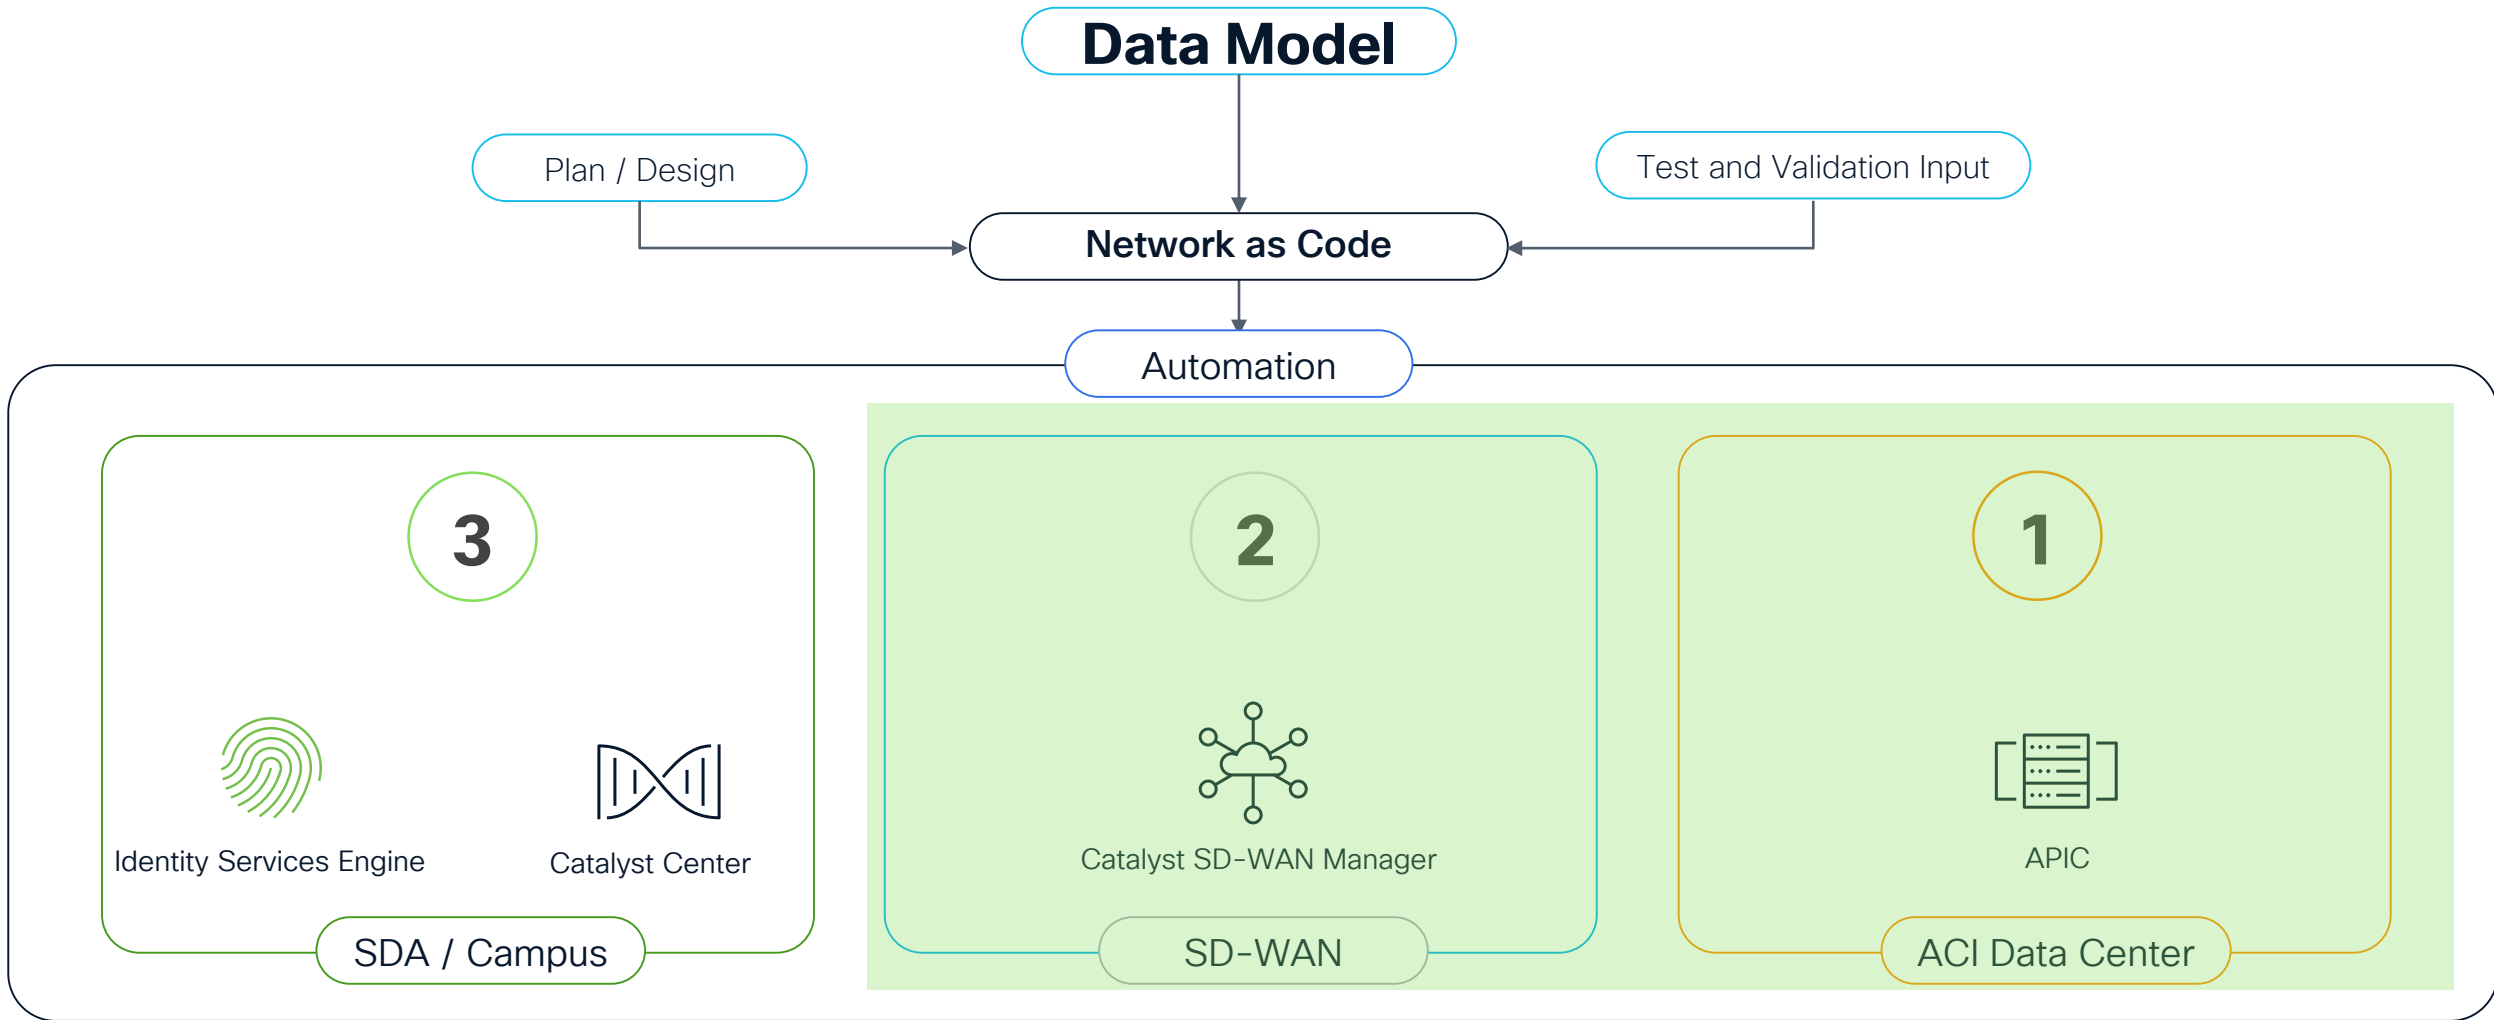 Data Model
Plan / Design
Test and Validation Input
Network as Code
Automation
3
2
1
Identity Services Engine
Catalyst Center
Catalyst SD-WAN Manager
APIC
SDA / Campus
SD-WAN
ACI Data Center